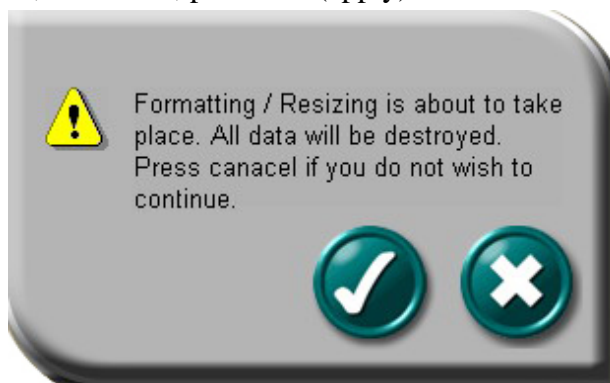 (apply)
Formatting / Resizing is about to take
place. All data will be destroyed.
Press canacel if you do not wish to
continue.